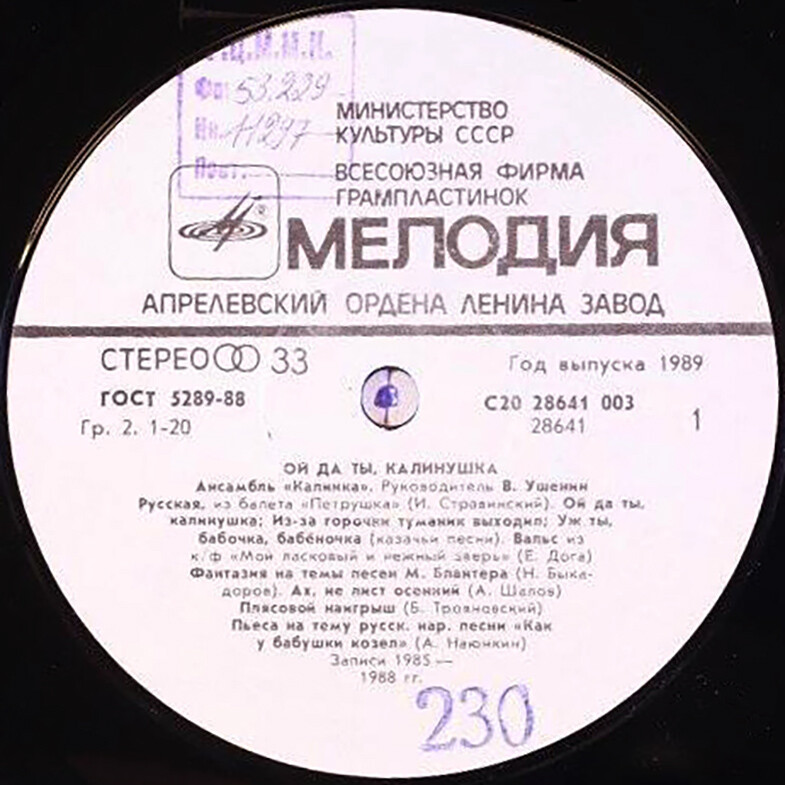 Г.Ц.М.М.К.
53.229
11297
МИНИСТЕРСТВО
КУЛЬТУРЫ СССР
ВСЕСОЮЗНАЯ ФИРМА
ГРАМПЛАСТИНОК
МЕЛОДИЯ
АПРЕЛЕВСКИЙ ОРДЕНА ЛЕНИНА ЗАВОД
СТЕРЕО 33
Год выпуска 1989
ГОСТ 5289-88
С20 28641 003
Гр. 2. 1-20
28641
1
ОЙ ДА ТЫ, КАЛИНУШКА
Ансамбль «Калинка». Руководитель В. Ушенин
Русская, из балета «Петрушка» (И. Стравинский). Ой да ты,
калинушка; Из-за горочки туманик выходил; Уж ты,
бабочка, бабёночка (казачьи песни). Вальс из
к/ф «Мой ласковый и нежный зверь» (Е. Дога)
Фантазия на темы песен М. Блантера (Н. Быка-
доров). Ах, не лист осенний (А. Шалов)
Плясовой наигрыш (Б. Трояновский)
Пьеса на тему русск. нар. песни «Как
у бабушки козел» (А. Наюнкин)
Записи 1985 —
1988 гг.
230